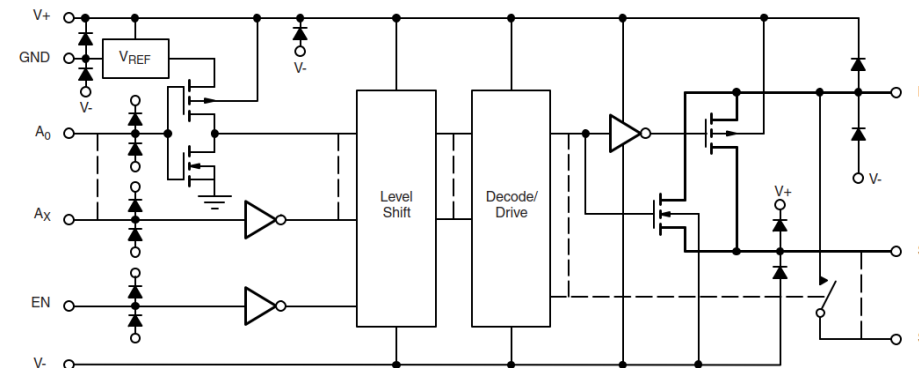 V+
GND
VREF
V-
V-
A0
AX
EN
V-
Level
Shift
Decode/
Drive
V+
V-